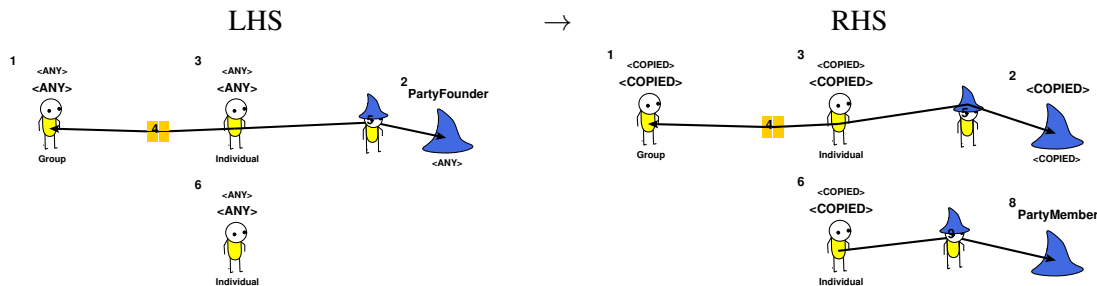 LHS → RHS
1
<ANY>
<ANY>
Group
4
3
<ANY>
<ANY>
Individual
5
2
PartyFounder
<ANY>
6
<ANY>
<ANY>
Individual
1
<COPIED>
<COPIED>
Group
4
3
<COPIED>
<COPIED>
Individual
5
2
<COPIED>
<COPIED>
6
<COPIED>
<COPIED>
Individual
9
8
PartyMember